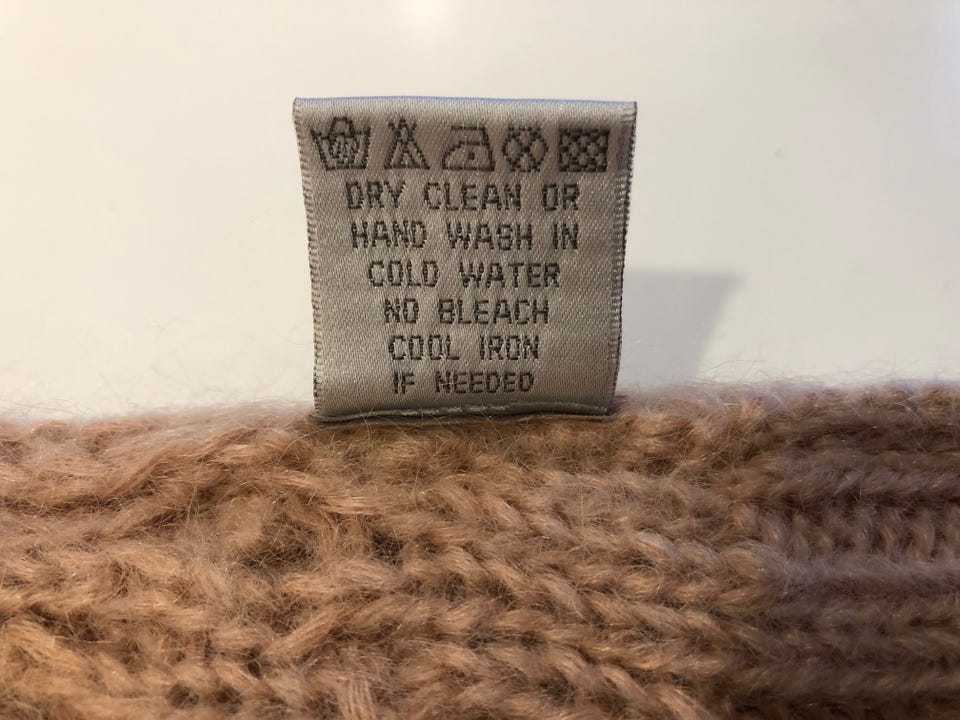 DRY CLEAN OR
HAND WASH IN
COLD WATER
NO BLEACH
COOL IRON
IF NEEDED